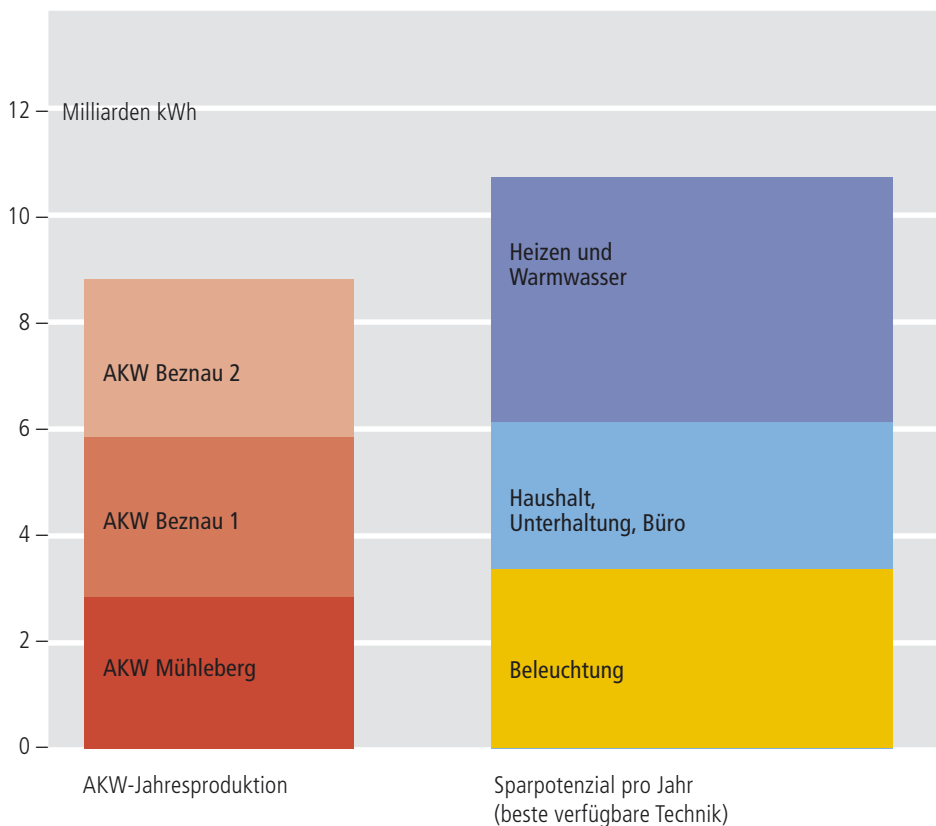 12
Milliarden kWh
10
8
6
4
2
0
AKW Beznau 2
AKW Beznau 1
AKW Mühleberg
Heizen und
Warmwasser
Haushalt,
Unterhaltung, Büro
Beleuchtung
AKW-Jahresproduktion
Sparpotenzial pro Jahr
(beste verfügbare Technik)